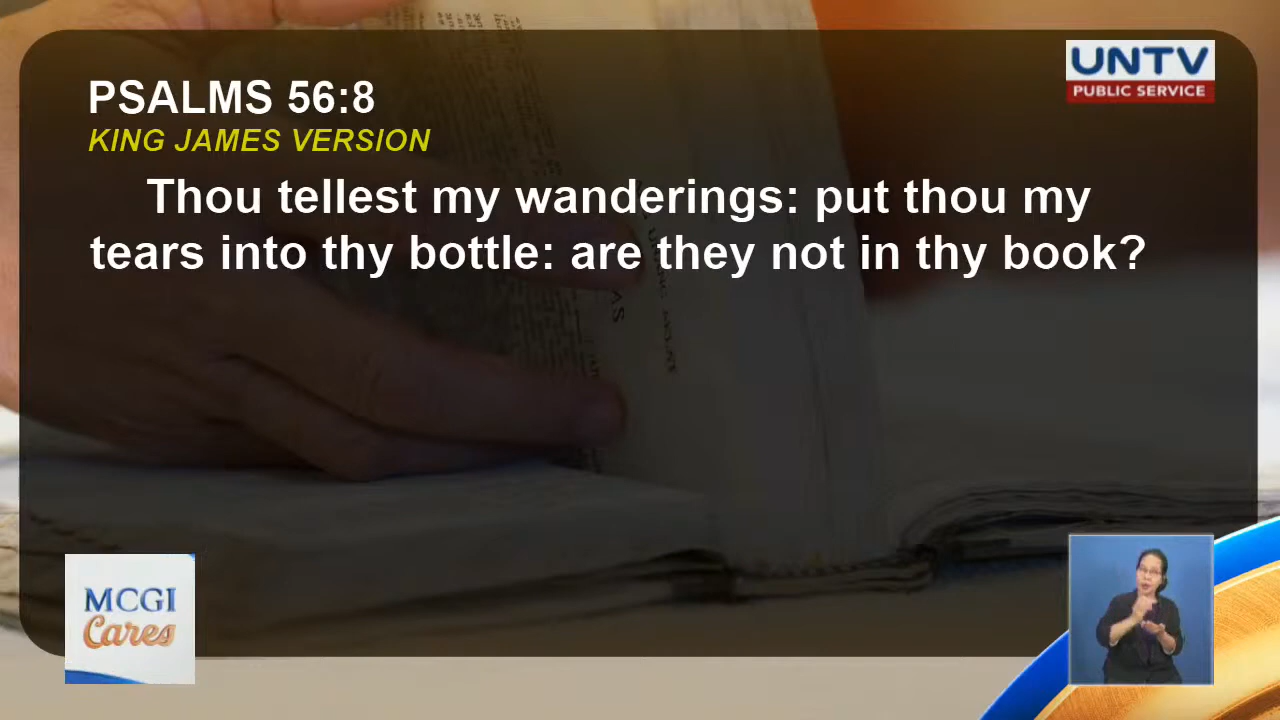 PSALMS 56:8
KING JAMES VERSION
Thou tellest my wanderings: put thou my
tears into thy bottle: are they not in thy book?
UNTV
PUBLIC SERVICE
MCGI
Cares